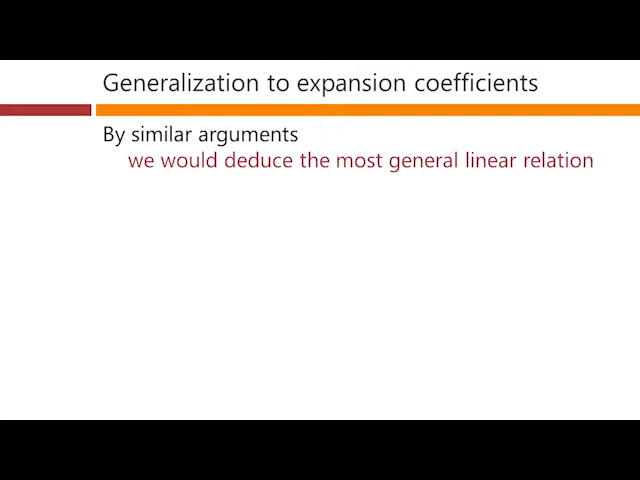 Generalization to expansion coefficients
By similar arguments
we would deduce the most general linear relation